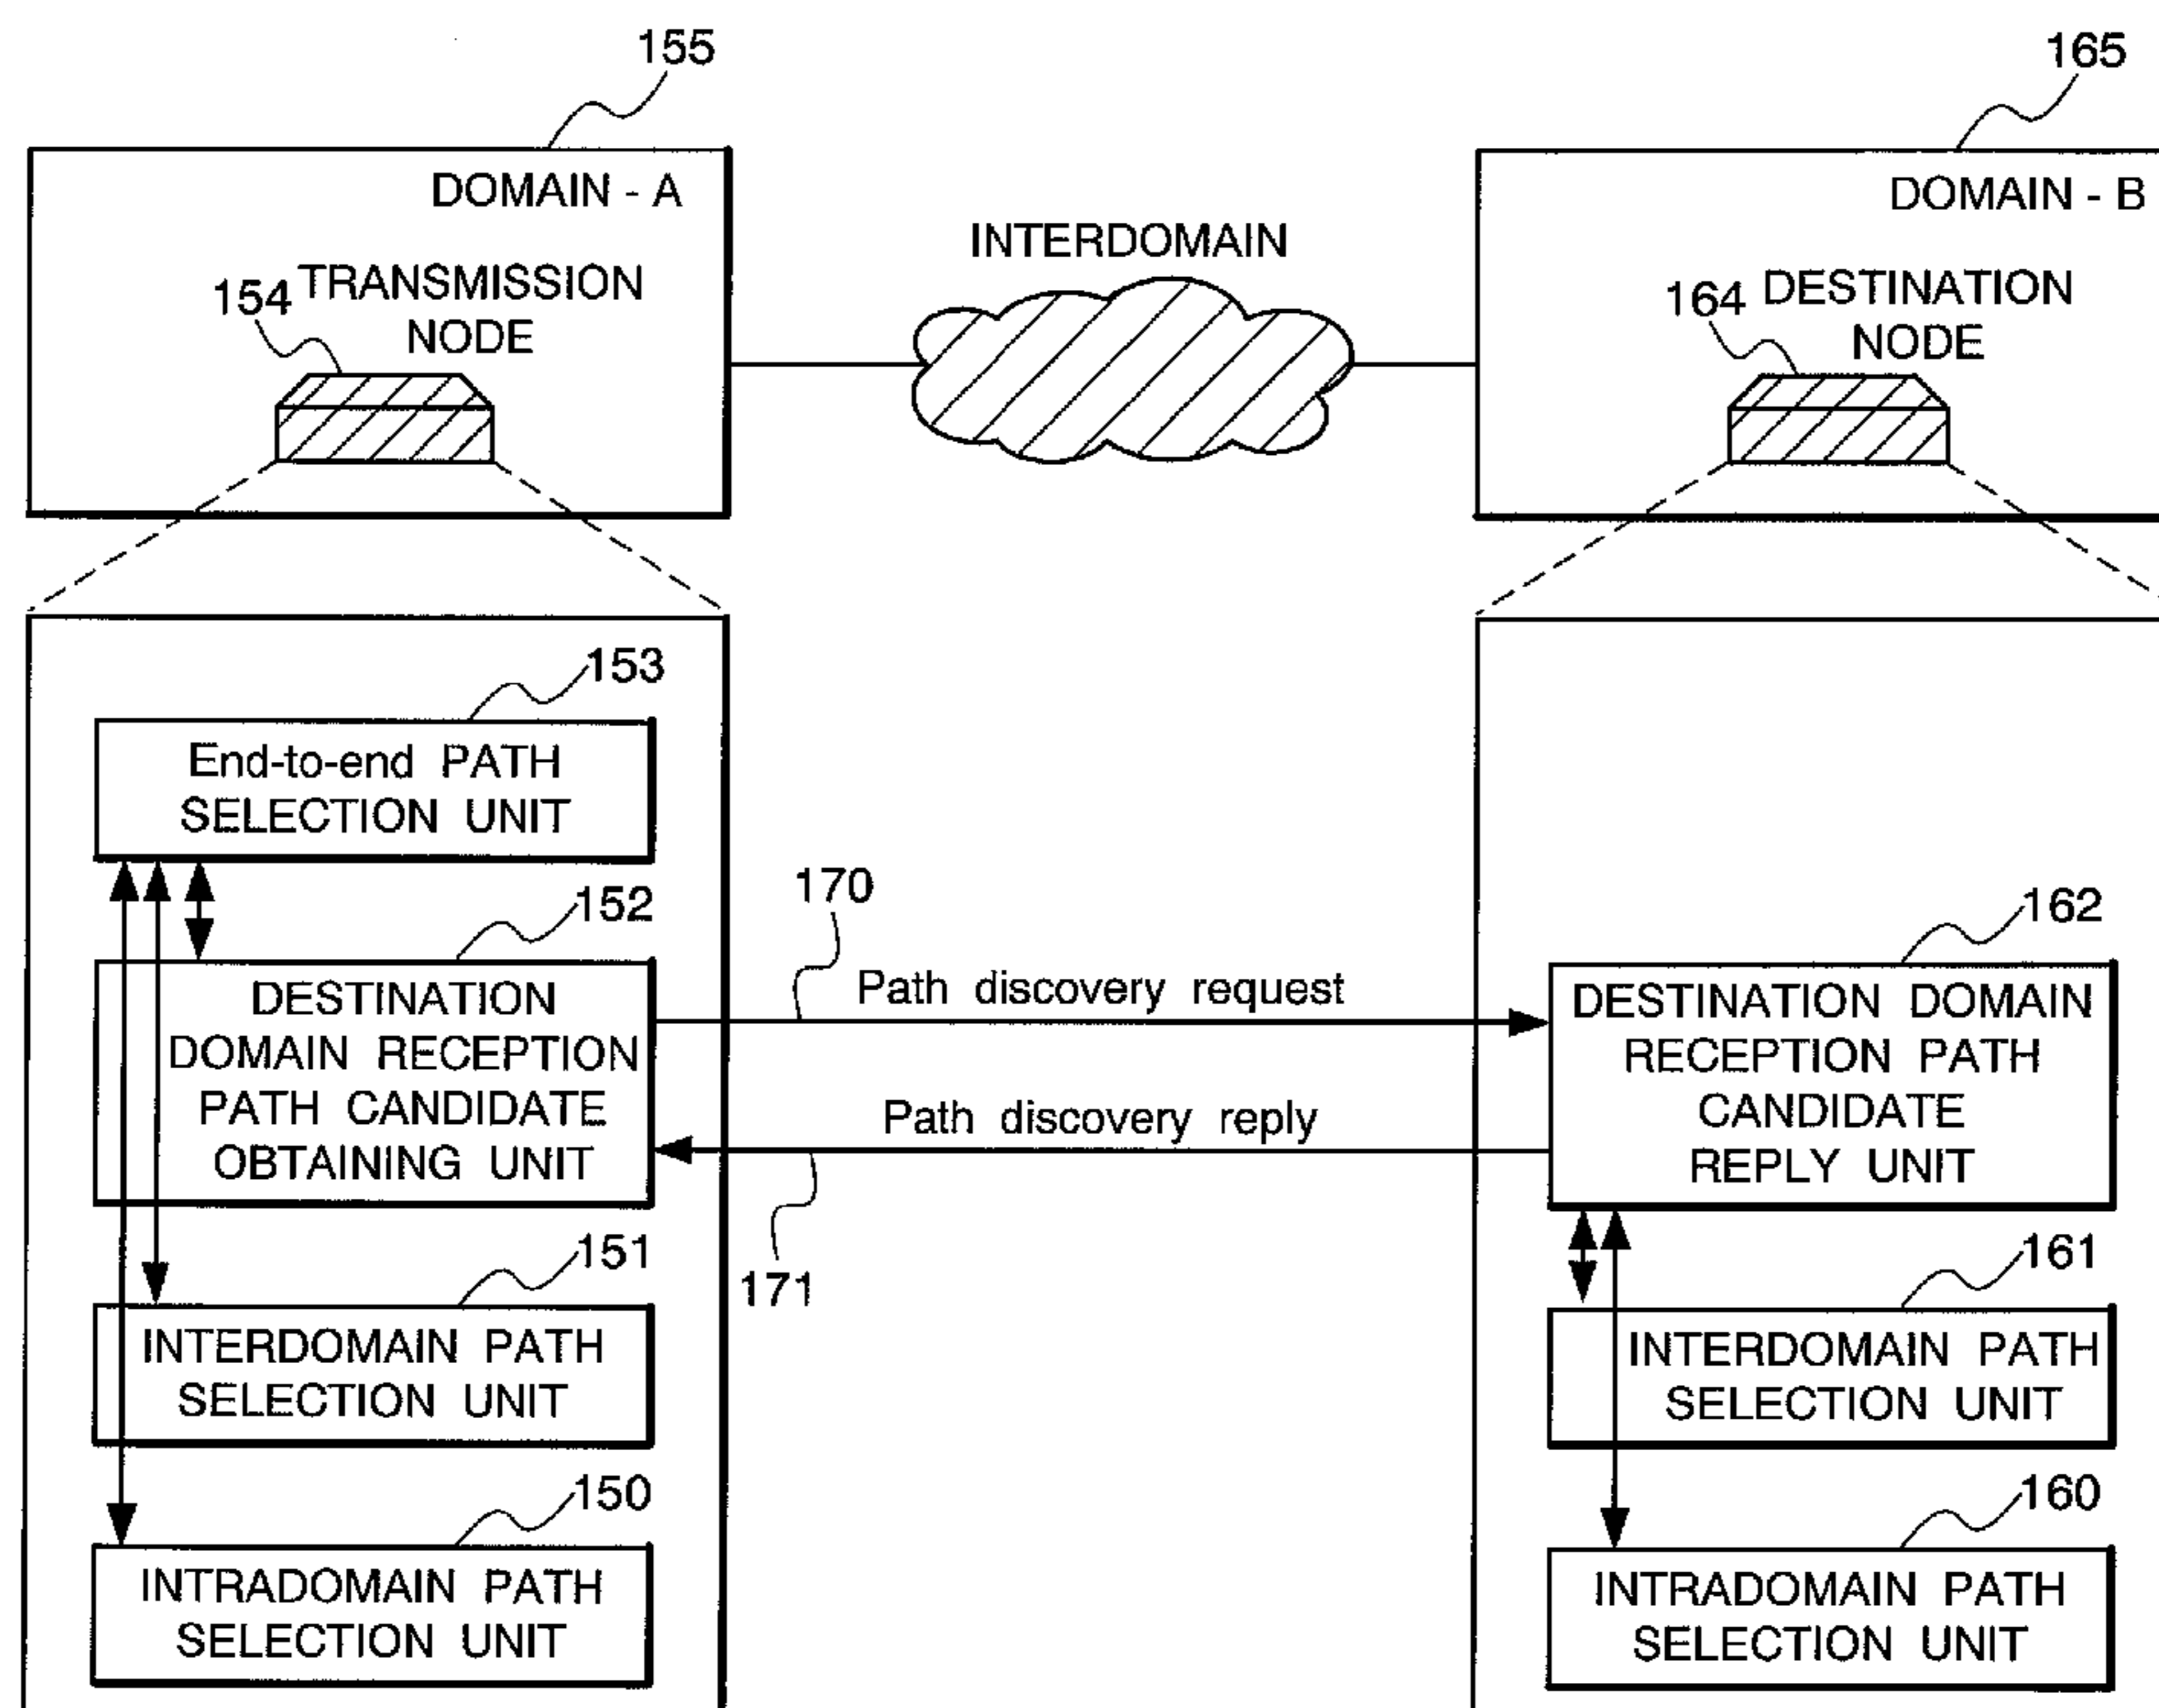 155
165
DOMAIN - A
DOMAIN - B
INTERDOMAIN
154
TRANSMISSION
NODE
164
DESTINATION
NODE
153
End-to-end PATH
SELECTION UNIT
152
DESTINATION
DOMAIN RECEPTION
PATH CANDIDATE
OBTAINING UNIT
170
Path discovery request
Path discovery reply
171
162
DESTINATION DOMAIN
RECEPTION PATH
CANDIDATE
REPLY UNIT
151
INTERDOMAIN PATH
SELECTION UNIT
161
INTERDOMAIN PATH
SELECTION UNIT
150
INTRADOMAIN PATH
SELECTION UNIT
160
INTRADOMAIN PATH
SELECTION UNIT